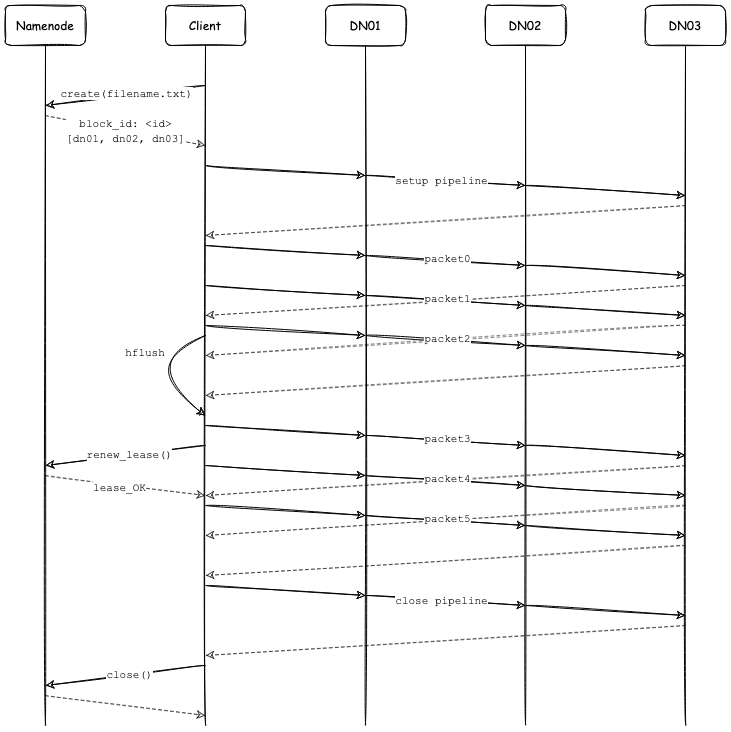 Namenode
Client
DN01
DN02
DN03
create(filename.txt)
block_id: <id>
[dn01, dn02, dn03]
setup pipeline
packet0
packet1
packet2
hflush
packet3
renew_lease()
packet4
lease_OK
packet5
close pipeline
close()